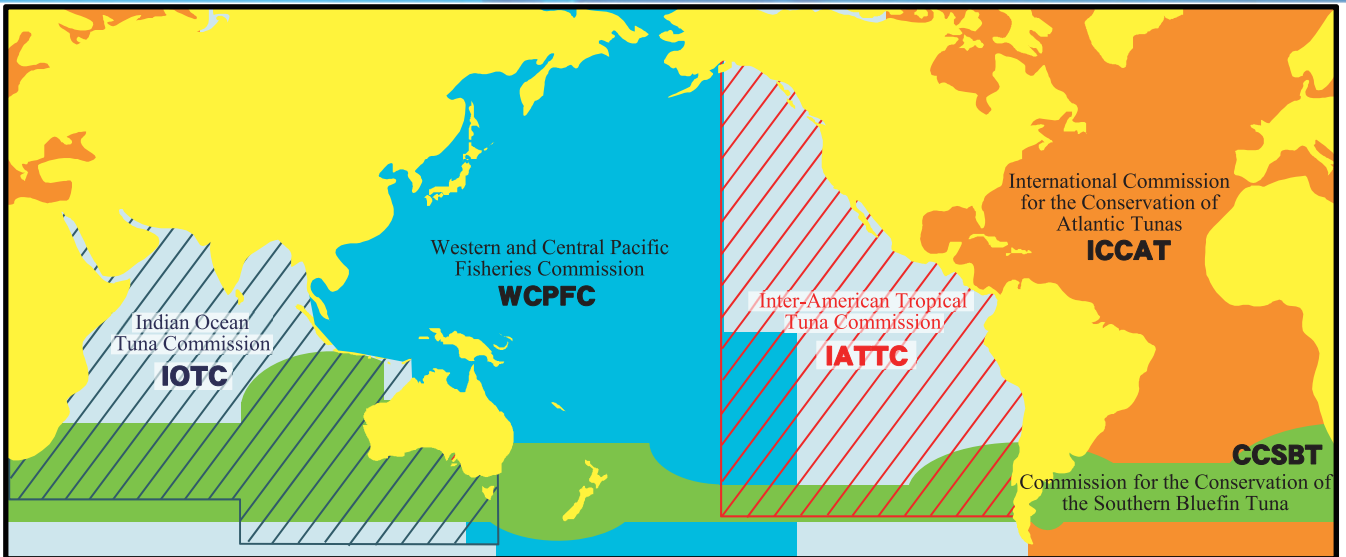 Western and Central Pacific
Fisheries Commission
WCPFC
International Commission
for the Conservation of
Atlantic Tunas
ICCAT
Indian Ocean
Tuna Commission
IOTC
Inter-American Tropical
Tuna Commission
IATTC
CCSBT
Commission for the Conservation of
the Southern Bluefin Tuna